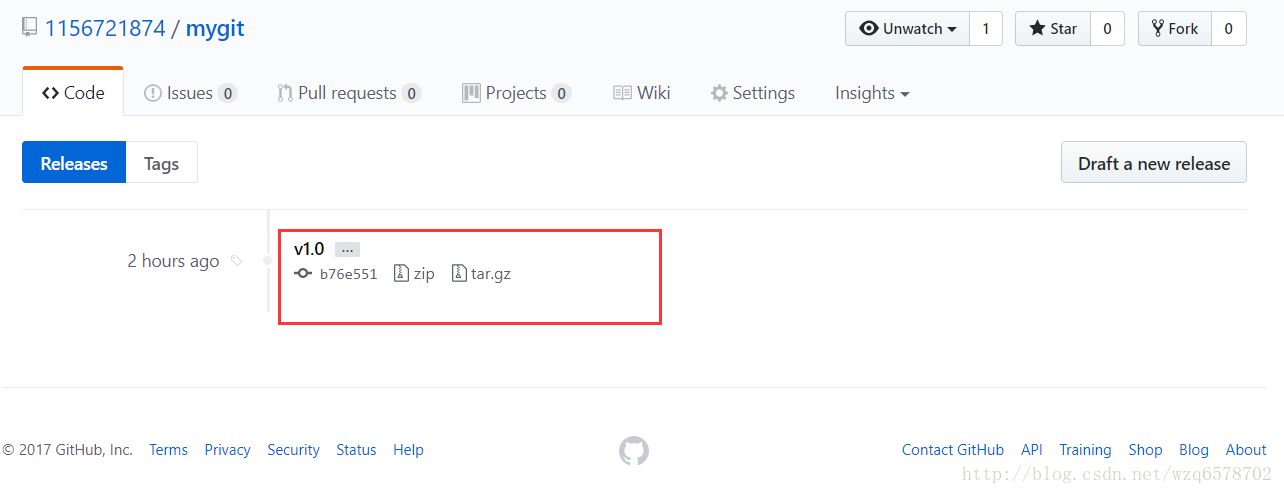 1156721874 / mygit
Unwatch 1 Star 0 Fork 0
Code Issues 0 Pull requests 0 Projects 0 Wiki Settings Insights
Releases Tags Draft a new release
v1.0 ...
2 hours ago
b76e551 zip tar.gz
© 2017 GitHub, Inc. Terms Privacy Security Status Help Contact GitHub API Training Shop Blog About
http://blog.csdn.net/wzq6578702